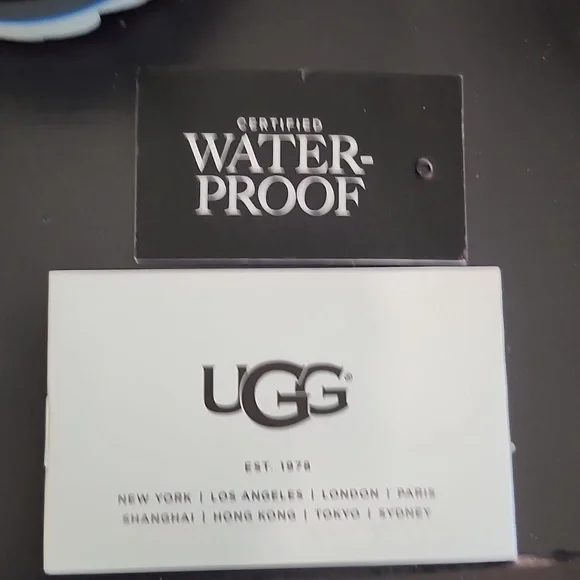 CERTIFIED
WATER-
PROOF
UGG®
EST. 1978
NEW YORK | LOS ANGELES | LONDON | PARIS
SHANGHAI | HONG KONG | TOKYO | SYDNEY